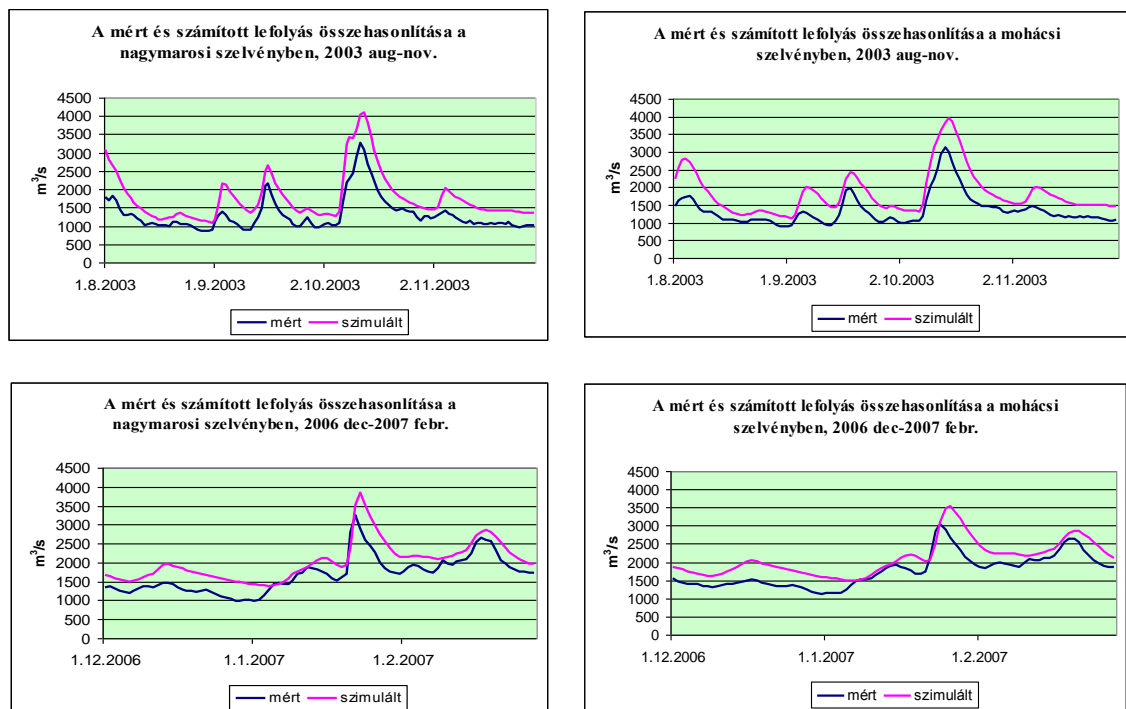 A mért és számított lefolyás összehasonlítása a
nagymarosi szelvényben, 2003 aug-nov.
4500
4000
3500
3000
2500
2000
1500
1000
500
0
m³/s
1.8.2003 1.9.2003 2.10.2003 2.11.2003
mért szimulált
A mért és számított lefolyás összehasonlítása a mohácsi
szelvényben, 2003 aug-nov.
4500
4000
3500
3000
2500
2000
1500
1000
500
0
m³/s
1.8.2003 1.9.2003 2.10.2003 2.11.2003
mért szimulált
A mért és számított lefolyás összehasonlítása a
nagymarosi szelvényben, 2006 dec-2007 febr.
4500
4000
3500
3000
2500
2000
1500
1000
500
0
m³/s
1.12.2006 1.1.2007 1.2.2007
mért szimulált
A mért és számított lefolyás összehasonlítása a mohácsi
szelvényben, 2006 dec-2007 febr.
4500
4000
3500
3000
2500
2000
1500
1000
500
0
m³/s
1.12.2006 1.1.2007 1.2.2007
mért szimulált